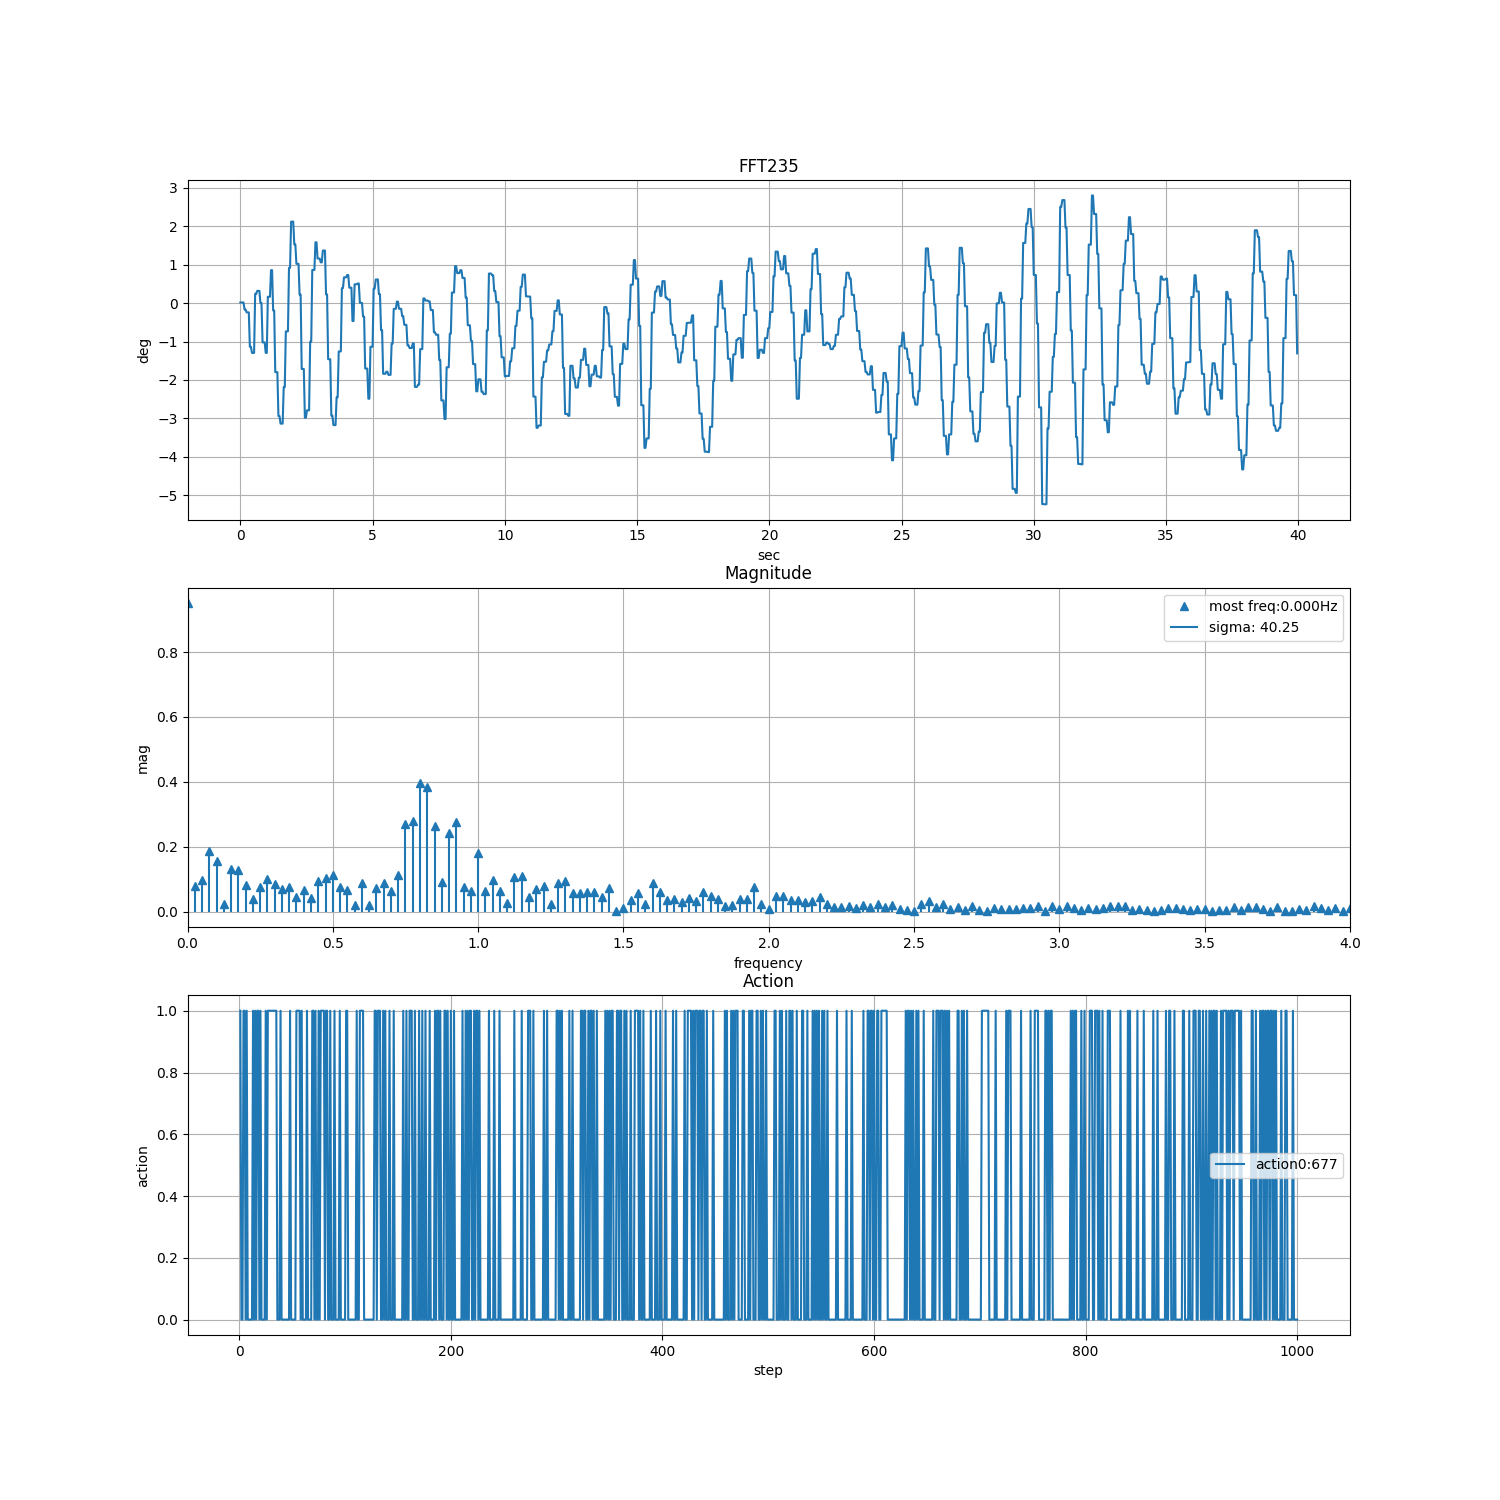 FFT235
3
2
1
0
−1
−2
−3
−4
−5
deg
0 5 10 15 20 25 30 35 40
sec
Magnitude
most freq:0.000Hz
sigma: 40.25
0.8
0.6
0.4
0.2
0.0
mag
0.0 0.5 1.0 1.5 2.0 2.5 3.0 3.5 4.0
frequency
Action
1.0
0.8
0.6
0.4
0.2
0.0
action
action0:677
0 200 400 600 800 1000
step